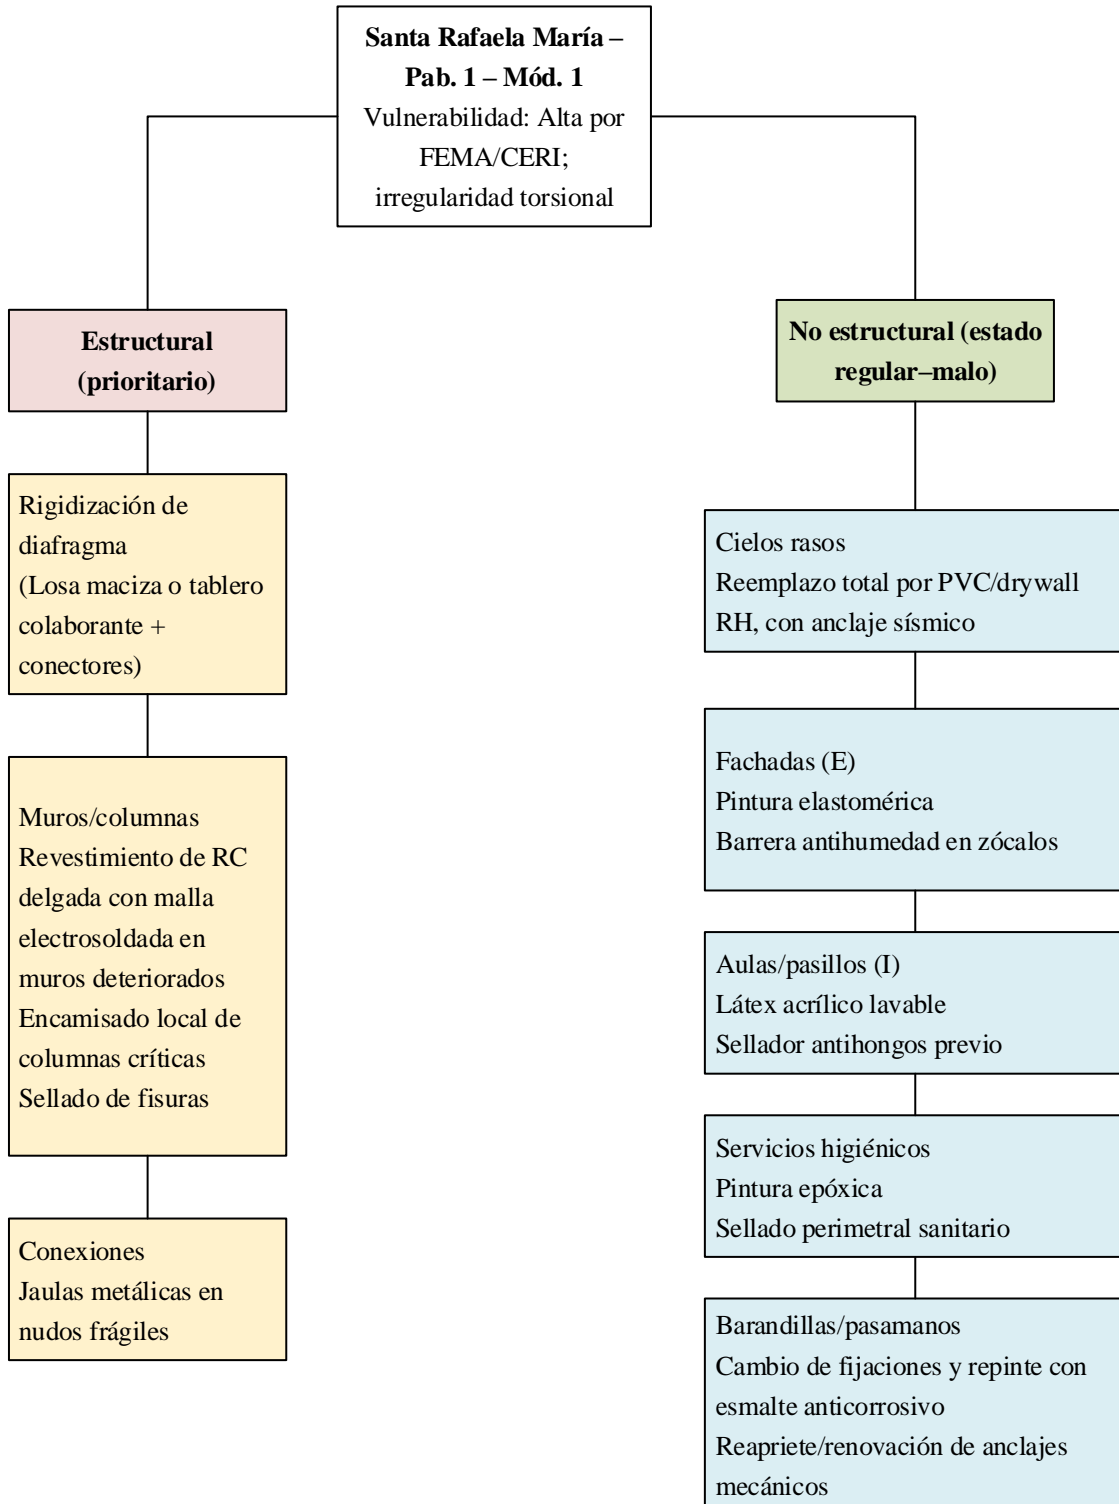 Santa Rafaela María –
Pab. 1 – Mód. 1
Vulnerabilidad: Alta por
FEMA/CERI;
irregularidad torsional
Estructural
(prioritario)
Rigidización de
diafragma
(Losa maciza o tablero
colaborante +
conectores)
Muros/columnas
Revestimiento de RC
delgada con malla
electrosoldada en
muros deteriorados
Encamisado local de
columnas críticas
Sellado de fisuras
Conexiones
Jaulas metálicas en
nudos frágiles
No estructural (estado
regular–malo)
Cielos rasos
Reemplazo total por PVC/drywall
RH, con anclaje sísmico
Fachadas (E)
Pintura elastomérica
Barrera antihumedad en zócalos
Aulas/pasillos (I)
Látex acrílico lavable
Sellador antihongos previo
Servicios higiénicos
Pintura epóxica
Sellado perimetral sanitario
Barandillas/pasamanos
Cambio de fijaciones y repinte con
esmalte anticorrosivo
Reapriete/renovación de anclajes
mecánicos